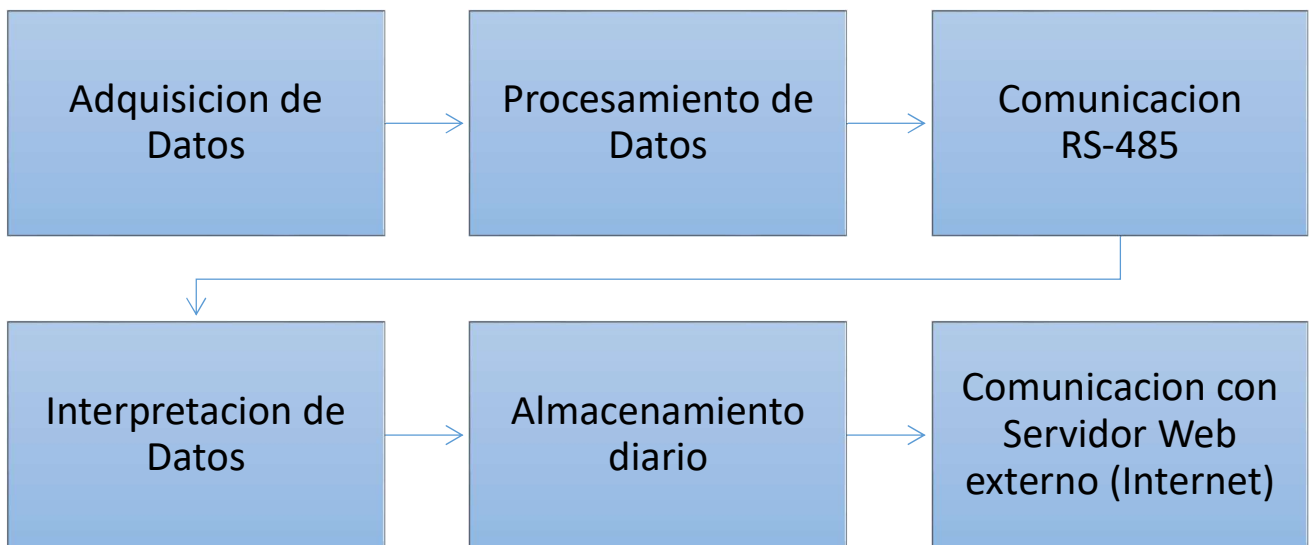 Adquisicion de
Datos
Procesamiento de
Datos
Comunicacion
RS-485
Interpretacion de
Datos
Almacenamiento
diario
Comunicacion con
Servidor Web
externo (Internet)